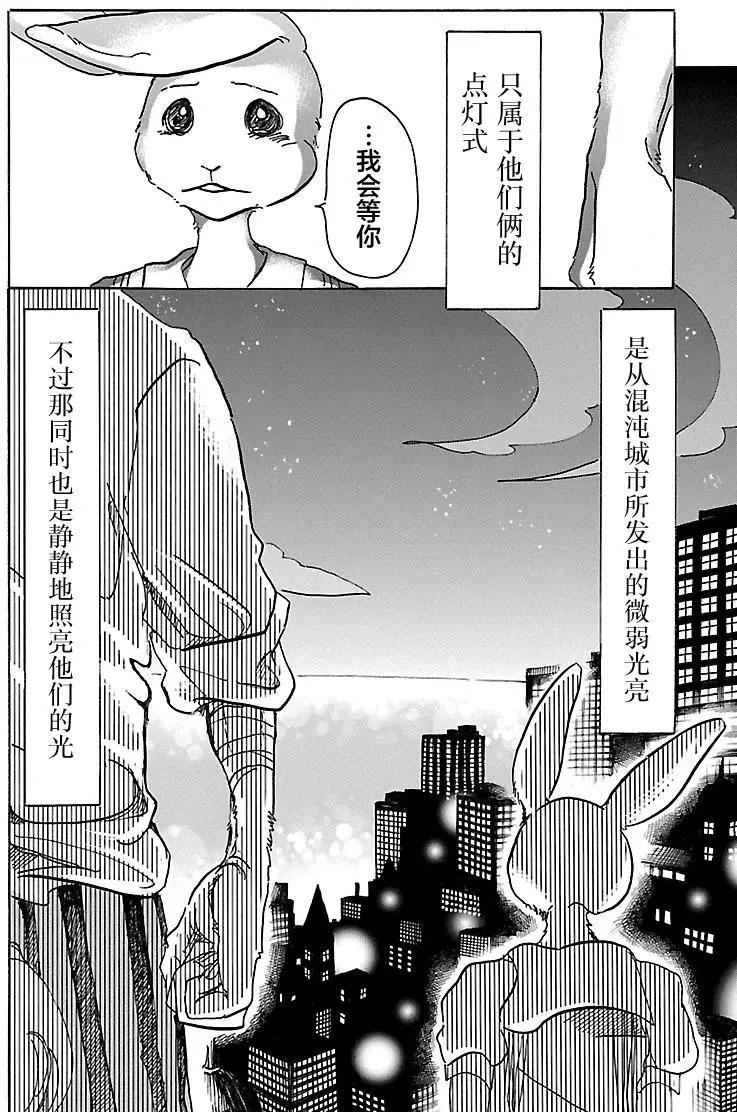 只属于他们俩的
点灯式
…我会等你
是从混沌城市所发出的微弱光亮
不过那同时也是静静地照亮他们的光